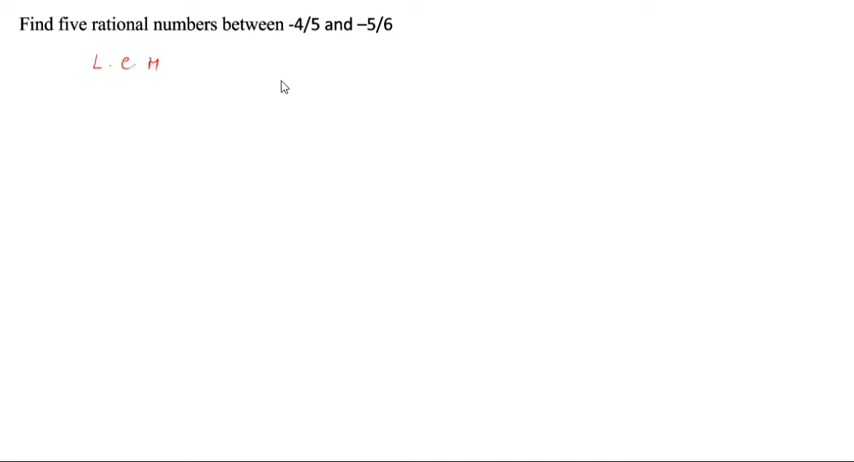 Find five rational numbers between -4/5 and –5/6
L. C M